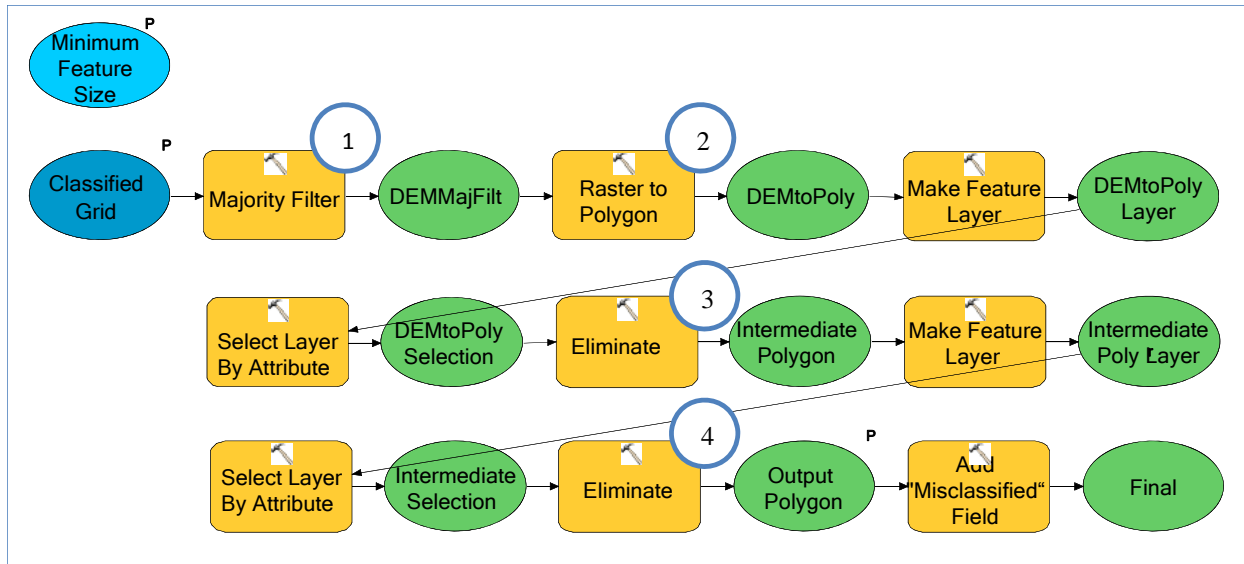 P
Minimum
Feature
Size
P
Classified
Grid
1
Majority Filter
DEMMajFilt
2
Raster to
Polygon
DEMtoPoly
Make Feature
Layer
DEMtoPoly
Layer
Select Layer
By Attribute
DEMtoPoly
Selection
3
Eliminate
Intermediate
Polygon
Make Feature
Layer
Intermediate
Poly Layer
Select Layer
By Attribute
Intermediate
Selection
4
Eliminate
P
Output
Polygon
Add
"Misclassified“
Field
Final